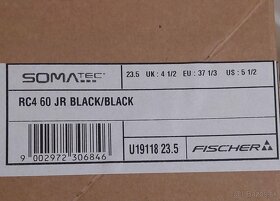 SOMATEC
23.5 UK : 4 1/2 EU : 37 1/3 US : 5 1/2
RC4 60 JR BLACK/BLACK
9 002972 306846
U19118 23.5
FISCHER